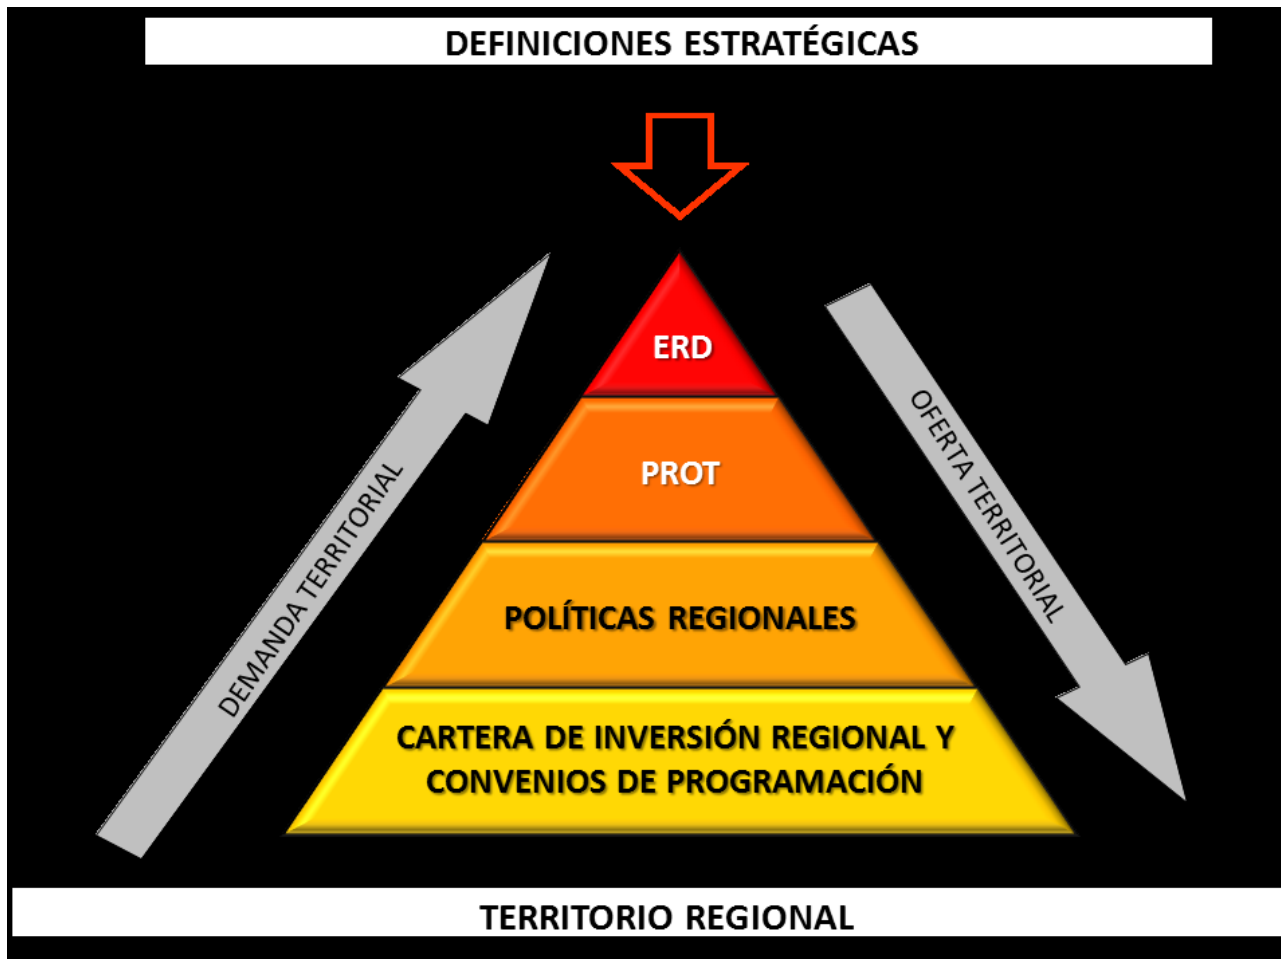 DEFINICIONES ESTRATÉGICAS
ERD
PROT
POLÍTICAS REGIONALES
CARTERA DE INVERSIÓN REGIONAL Y
CONVENIOS DE PROGRAMACIÓN
DEMANDA TERRITORIAL
OFERTA TERRITORIAL
TERRITORIO REGIONAL